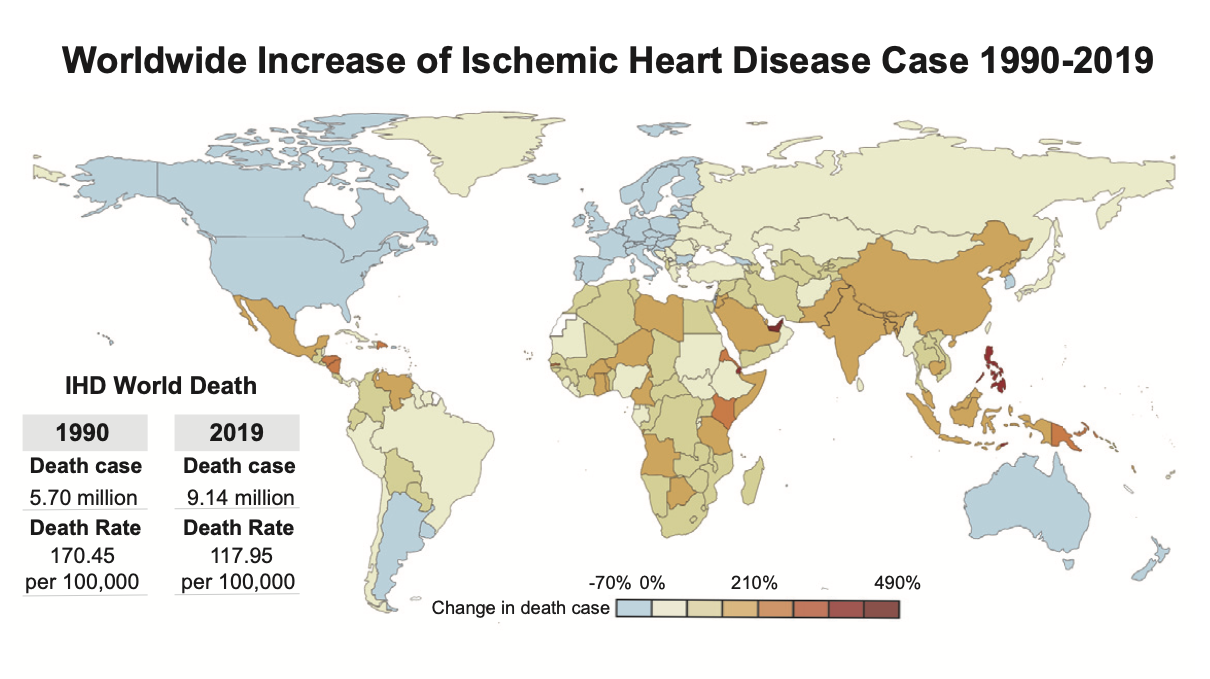 Worldwide Increase of Ischemic Heart Disease Case 1990-2019
IHD World Death
1990 2019
Death case Death case
5.70 million 9.14 million
Death Rate Death Rate
170.45 117.95
per 100,000 per 100,000
-70% 0% 210% 490%
Change in death case